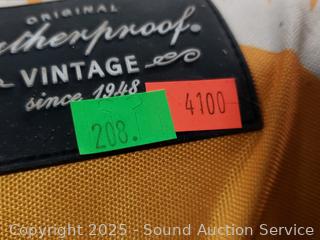 ORIGINAL
therproof®
VINTAGE
since 1948
208.
4100
Copyright © 2025 - Sound Auction Service